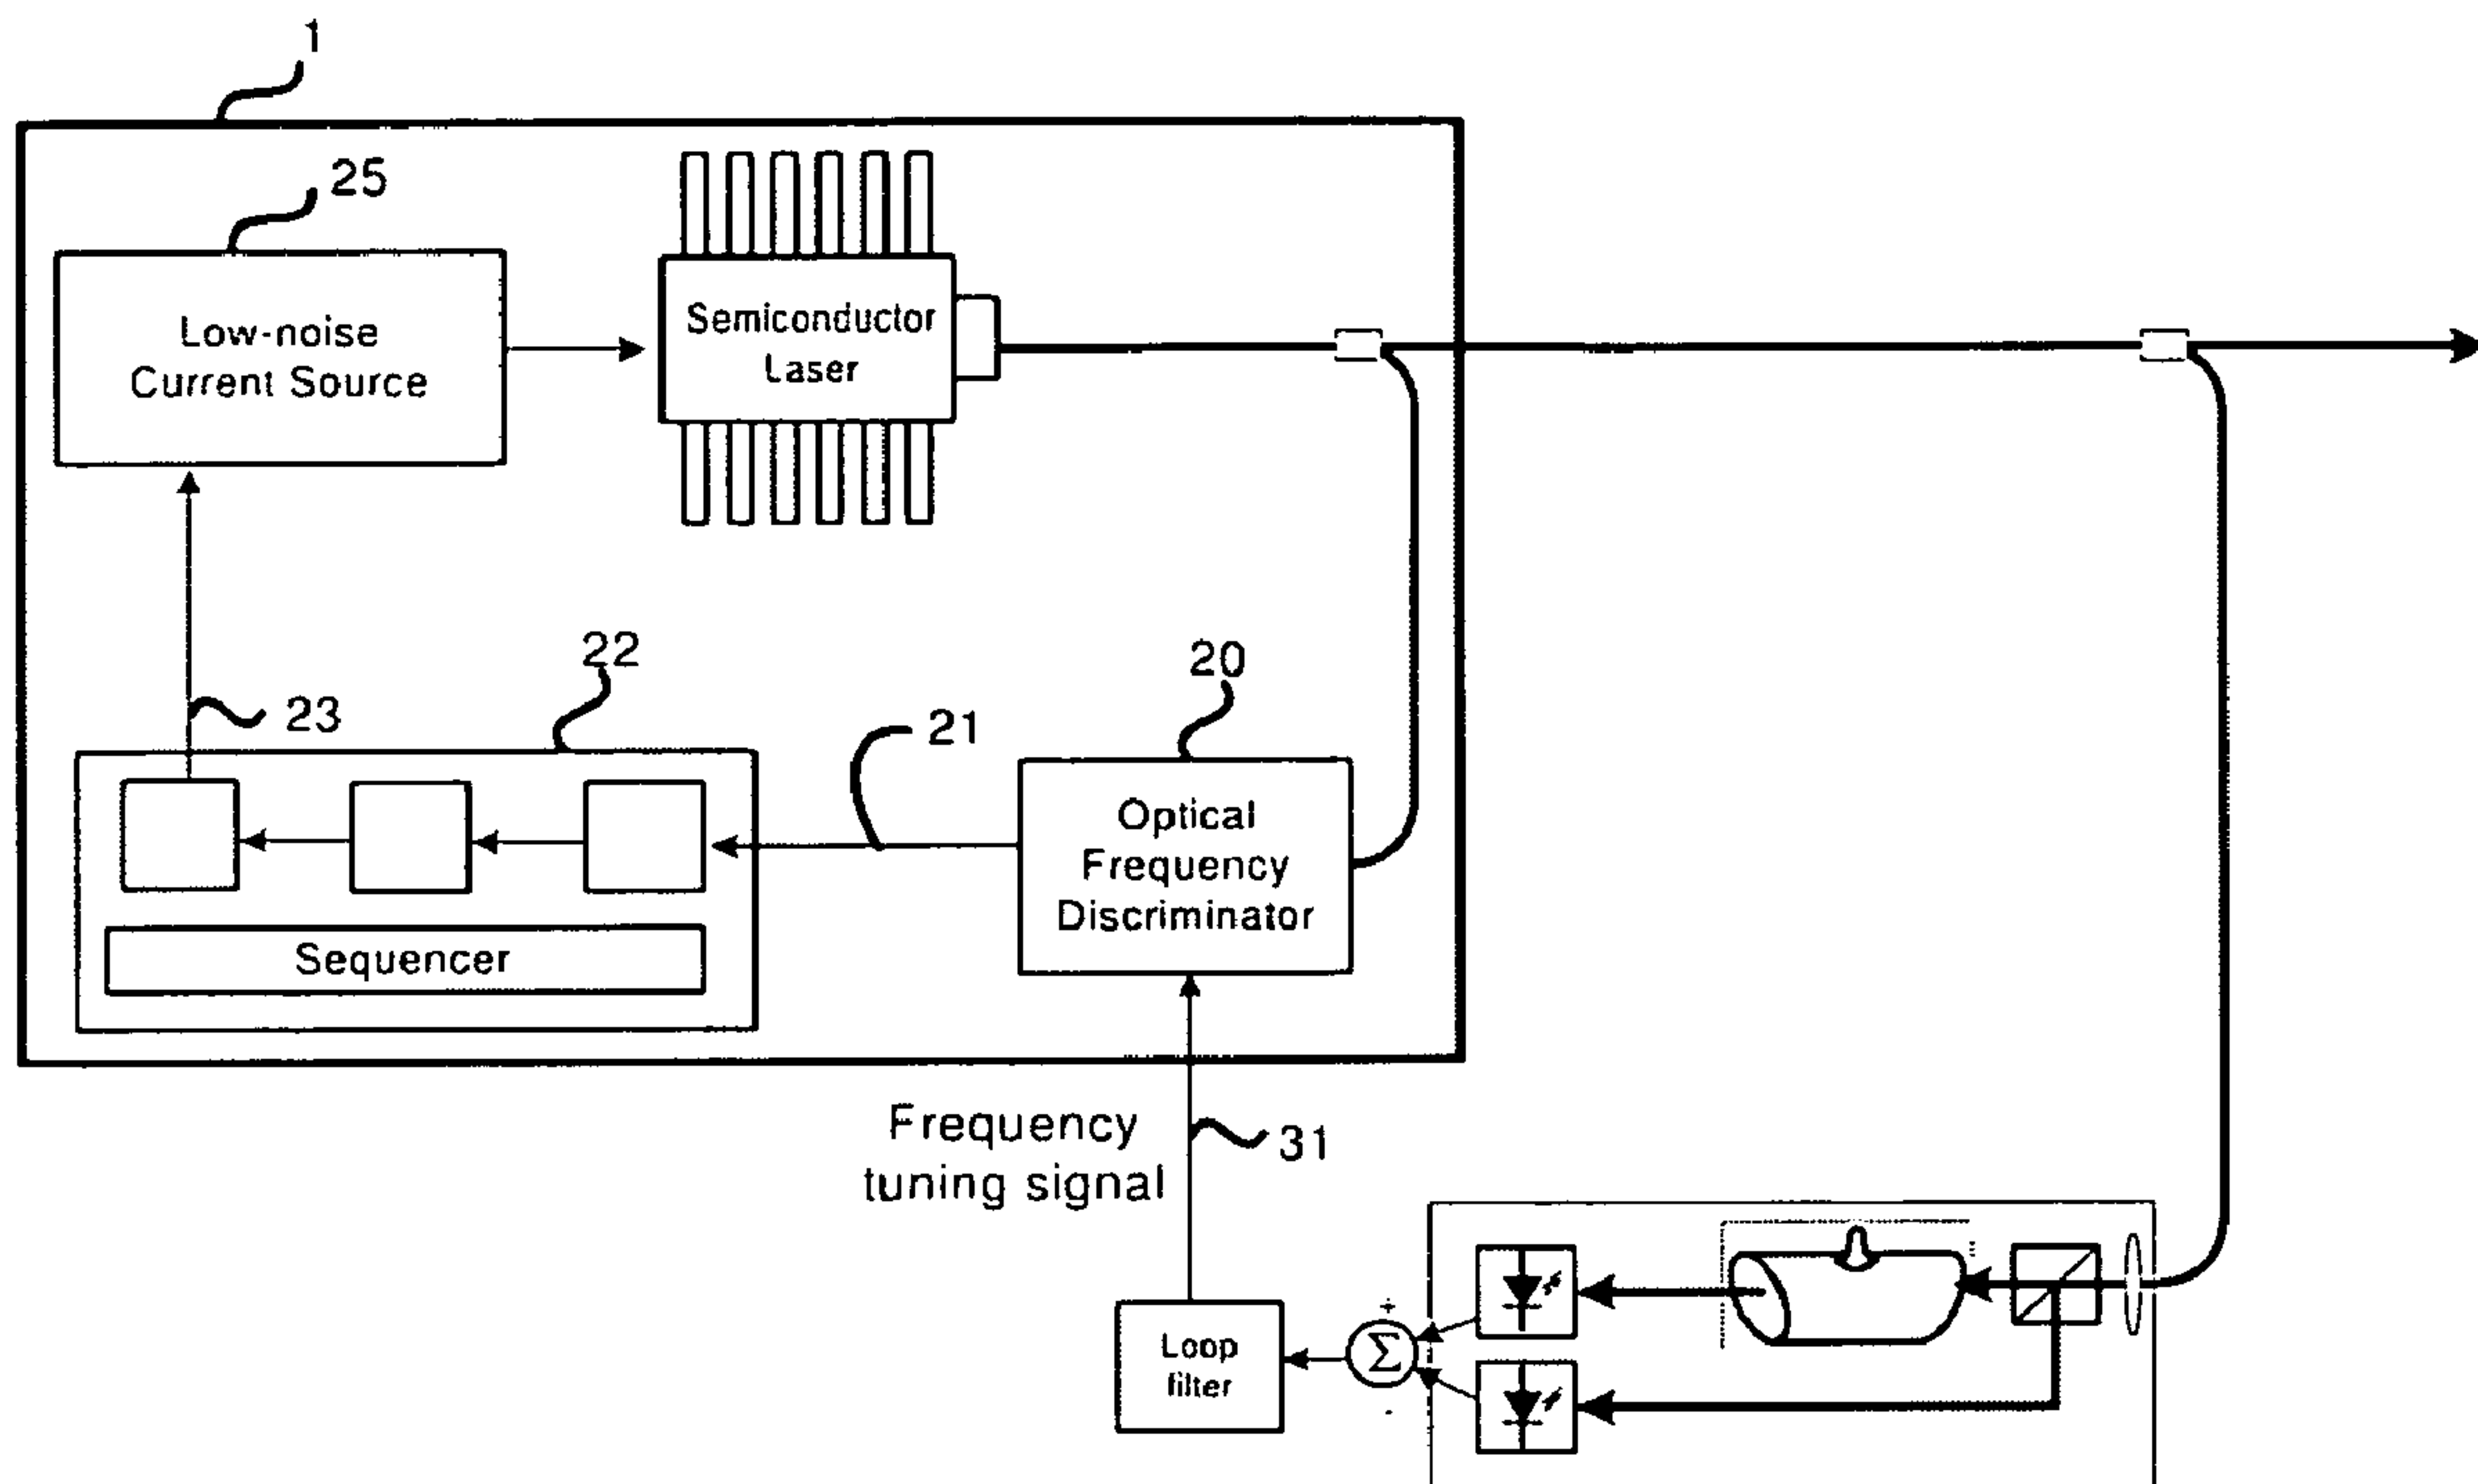 1
25
Low-noise
Current Source
Semiconductor
Laser
22
20
23
21
Optical
Frequency
Discriminator
Sequencer
Frequency
tuning signal
31
Loop
filter
+
Σ
-